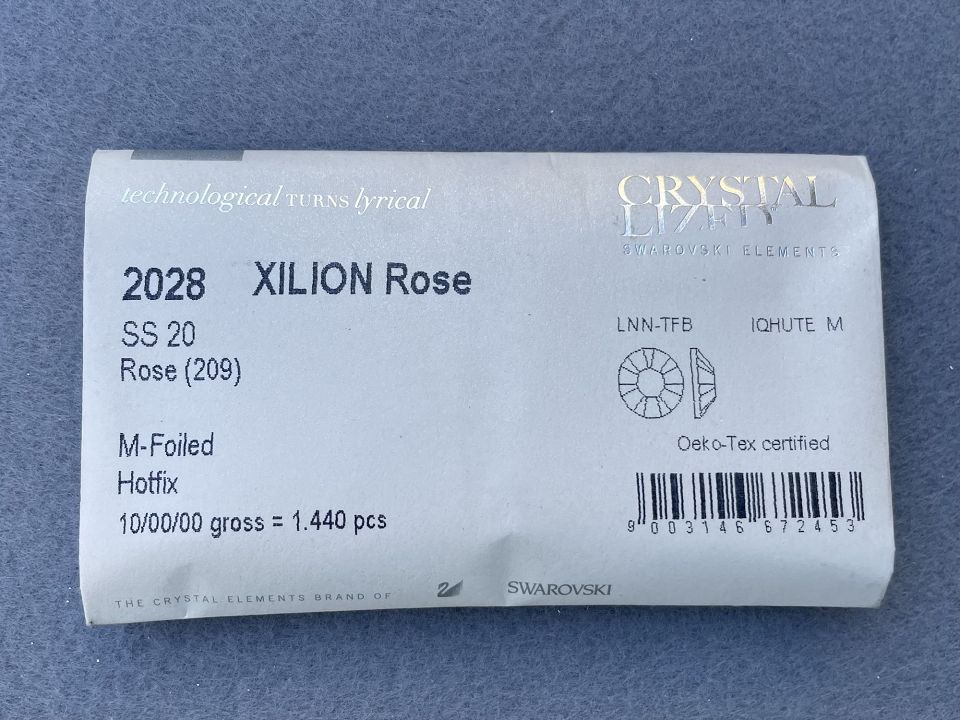 technological TURNS lyrical
CRYSTAL
LIZED
SWAROVSKI ELEMENTS
2028 XILION Rose
SS 20
Rose (209)
LNN-TFB IQHUTE M
M-Foiled
Hotfix
10/00/00 gross = 1.440 pcs
Oeko-Tex certified
9 003146 672453
THE CRYSTAL ELEMENTS BRAND OF SWAROVSKI